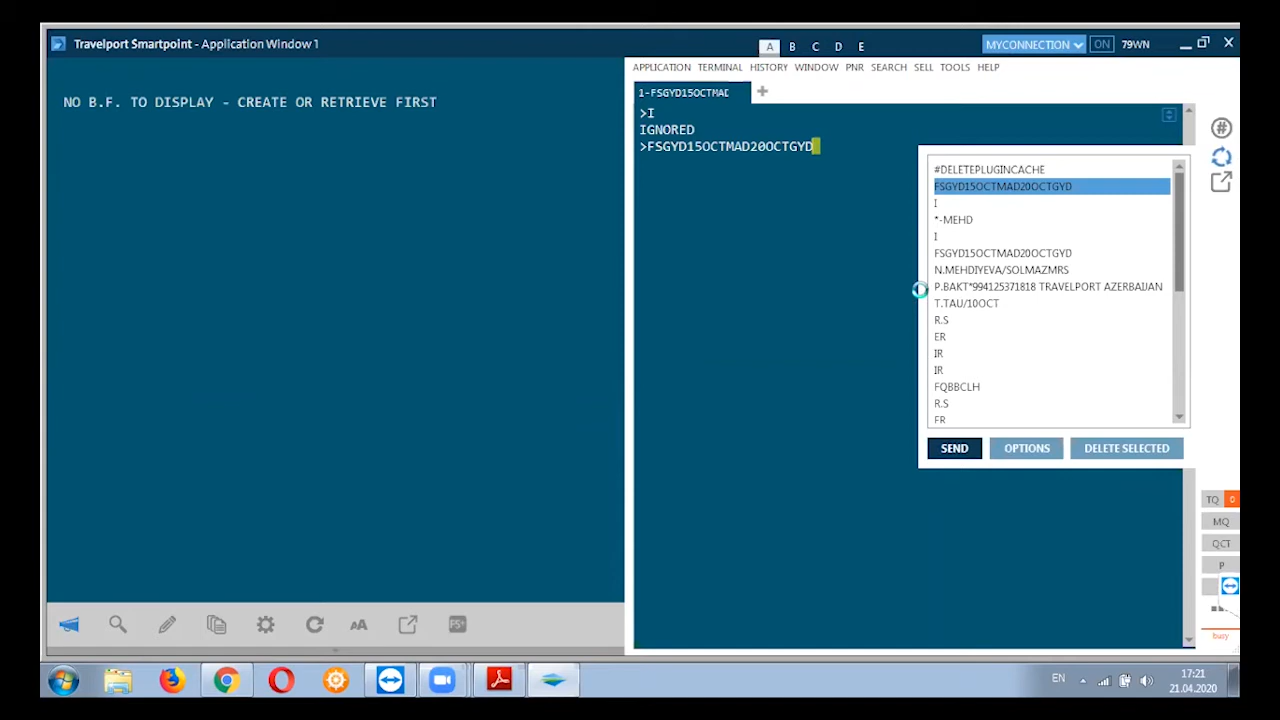 Travelport Smartpoint - Application Window 1
A B C D E
MYCONNECTION ON 79WN
APPLICATION TERMINAL HISTORY WINDOW PNR SEARCH SELL TOOLS HELP
1-FSGYD15OCTMAD
NO B.F. TO DISPLAY - CREATE OR RETRIEVE FIRST
>I
IGNORED
>FSGYD15OCTMAD20OCTGYD
#DELETEPLUGINCACHE
FSGYD15OCTMAD20OCTGYD
I
*-MEHD
I
FSGYD15OCTMAD20OCTGYD
N.MEHDIYEVA/SOLMAZMRS
P.BAKT*994125371818 TRAVELPORT AZERBAIJAN
T.TAU/10OCT
R.S
ER
IR
IR
FQBBCLH
R.S
FR
SEND OPTIONS DELETE SELECTED
TQ 0
MQ
QCT
P
busy
AA
FS+
EN
17:21
21.04.2020